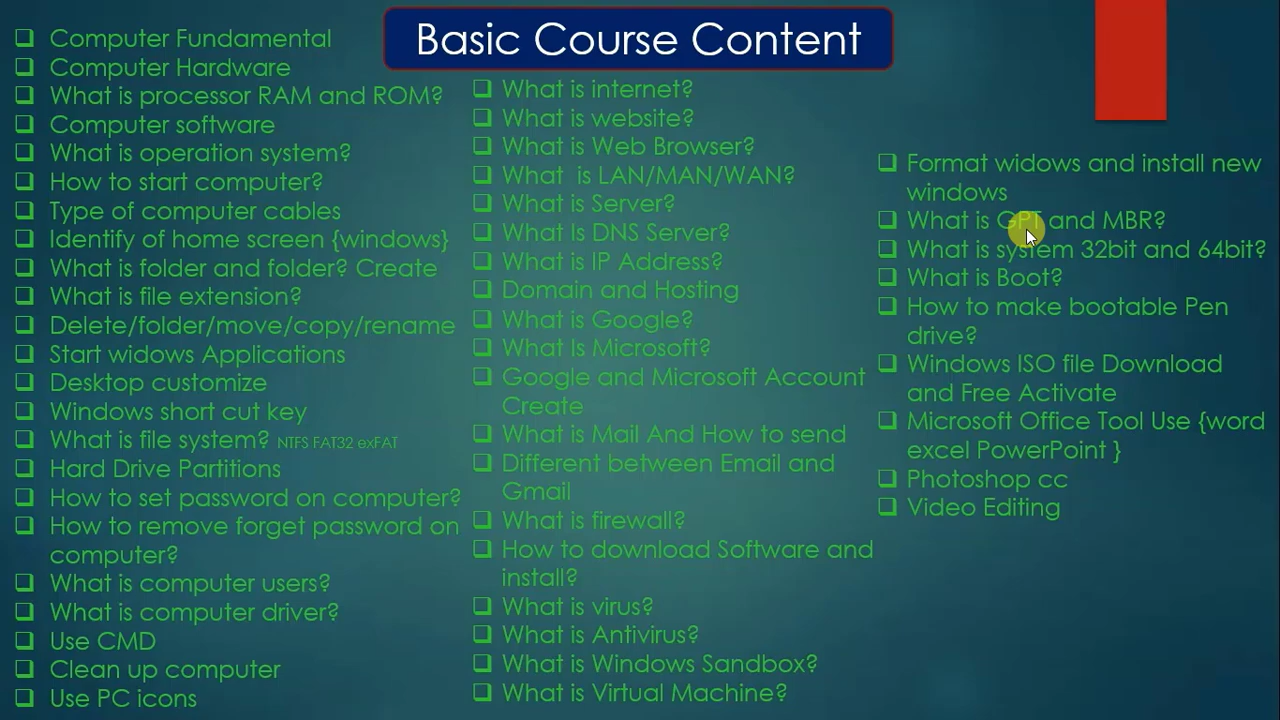 Basic Course Content
Computer Fundamental
Computer Hardware
What is processor RAM and ROM?
Computer software
What is operation system?
How to start computer?
Type of computer cables
Identify of home screen {windows}
What is folder and folder? Create
What is file extension?
Delete/folder/move/copy/rename
Start widows Applications
Desktop customize
Windows short cut key
What is file system? NTFS FAT32 exFAT
Hard Drive Partitions
How to set password on computer?
How to remove forget password on
computer?
What is computer users?
What is computer driver?
Use CMD
Clean up computer
Use PC icons
What is internet?
What is website?
What is Web Browser?
What is LAN/MAN/WAN?
What is Server?
What Is DNS Server?
What is IP Address?
Domain and Hosting
What is Google?
What Is Microsoft?
Google and Microsoft Account
Create
What is Mail And How to send
Different between Email and
Gmail
What is firewall?
How to download Software and
install?
What is virus?
What is Antivirus?
What is Windows Sandbox?
What is Virtual Machine?
Format widows and install new
windows
What is GPT and MBR?
What is system 32bit and 64bit?
What is Boot?
How to make bootable Pen
drive?
Windows ISO file Download
and Free Activate
Microsoft Office Tool Use {word
excel PowerPoint }
Photoshop cc
Video Editing